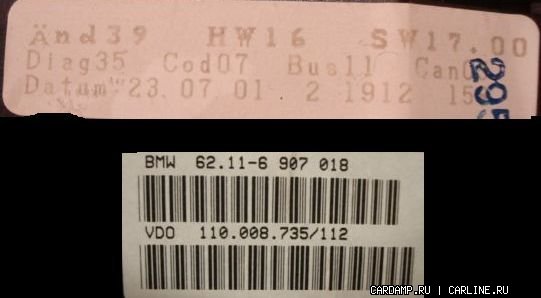 Änd39 HW16 SW17.00
Diag35 Cod07 Bus11
Datum 23.07 01 2 1912
BMW 62.11-6 907 018
VDO 110.008.735/112
CARDAMP.RU | CARLINE.RU